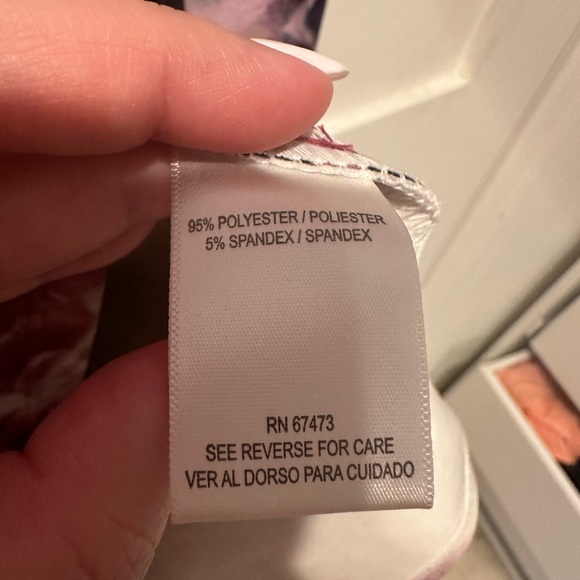 95% POLYESTER / POLIESTER
5% SPANDEX / SPANDEX
RN 67473
SEE REVERSE FOR CARE
VER AL DORSO PARA CUIDADO